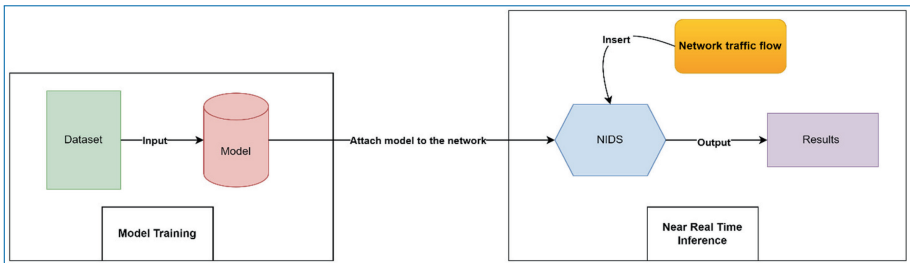 Insert
Network traffic flow
Dataset
Input
Model
Attach model to the network
NIDS
Output
Results
Model Training
Near Real Time
Inference